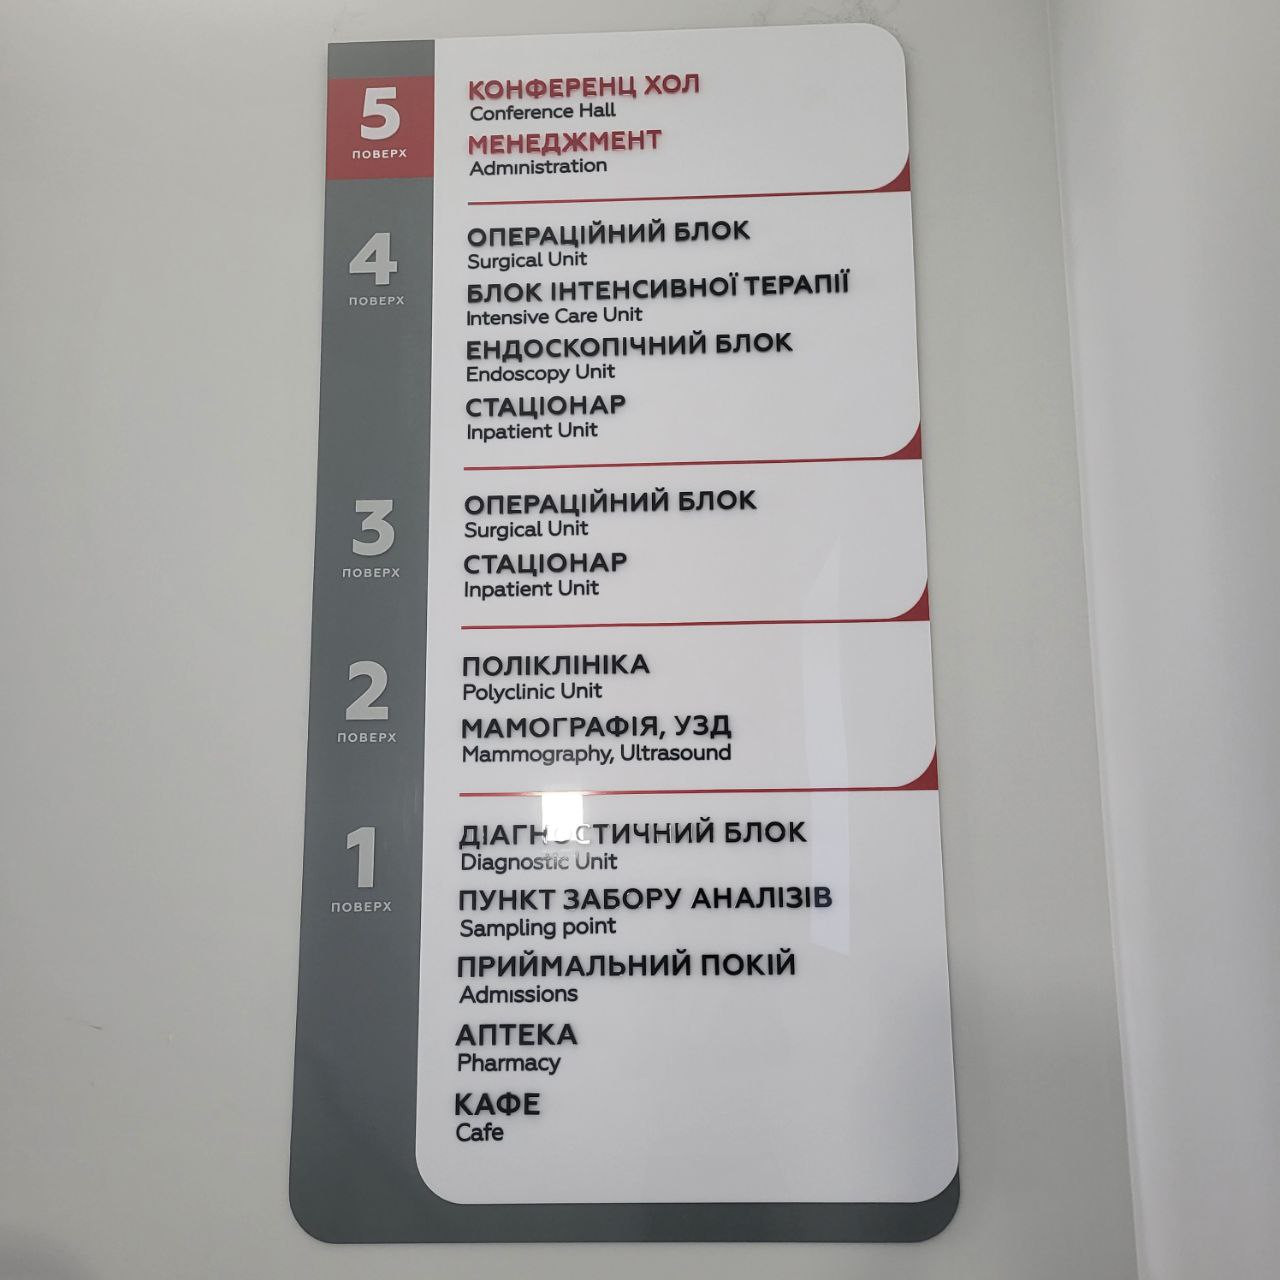 5
ПОВЕРХ
КОНФЕРЕНЦ ХОЛ
Conference Hall
МЕНЕДЖМЕНТ
Administration
4
ПОВЕРХ
ОПЕРАЦІЙНИЙ БЛОК
Surgical Unit
БЛОК ІНТЕНСИВНОЇ ТЕРАПІЇ
Intensive Care Unit
ЕНДОСКОПІЧНИЙ БЛОК
Endoscopy Unit
СТАЦІОНАР
Inpatient Unit
3
ПОВЕРХ
ОПЕРАЦІЙНИЙ БЛОК
Surgical Unit
СТАЦІОНАР
Inpatient Unit
2
ПОВЕРХ
ПОЛІКЛІНІКА
Polyclinic Unit
МАМОГРАФІЯ, УЗД
Mammography, Ultrasound
1
ПОВЕРХ
ДІАГНОСТИЧНИЙ БЛОК
Diagnostic Unit
ПУНКТ ЗАБОРУ АНАЛІЗІВ
Sampling point
ПРИЙМАЛЬНИЙ ПОКІЙ
Admissions
АПТЕКА
Pharmacy
КАФЕ
Cafe